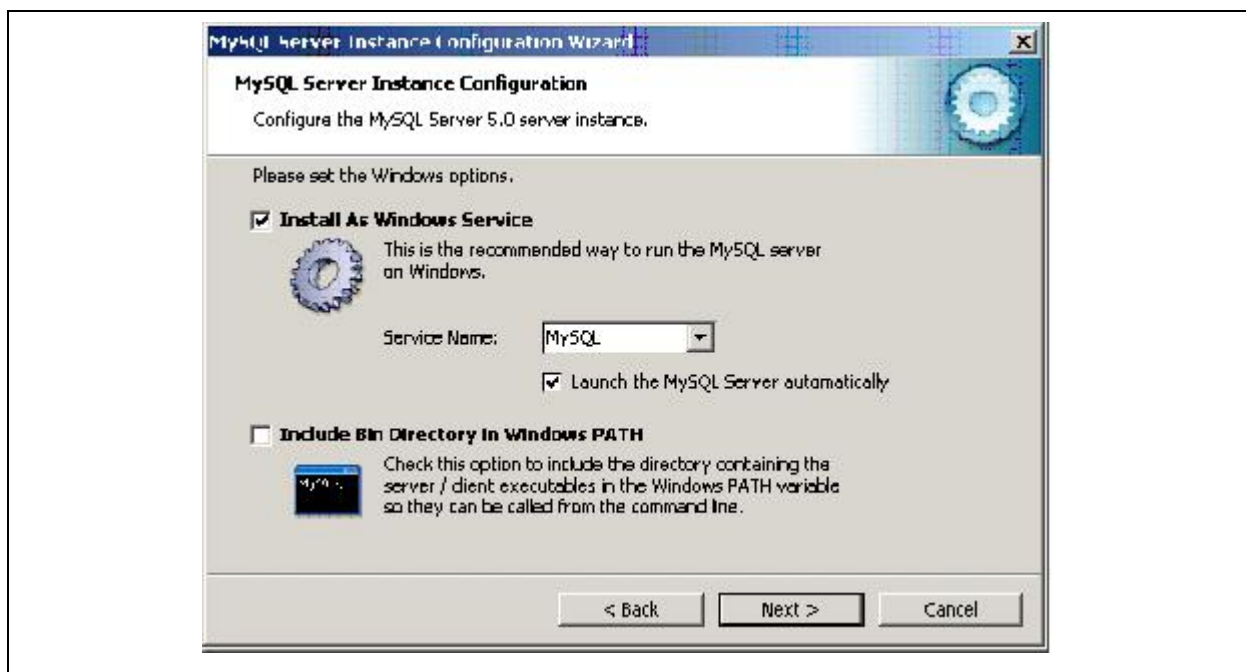 MySQL Server Instance Configuration Wizard
MySQL Server Instance Configuration
Configure the MySQL Server 5.0 server instance.
Please set the Windows options.
Install As Windows Service
This is the recommended way to run the MySQL server
on Windows.
Service Name:
MySQL
Launch the MySQL Server automatically
Include Bin Directory in Windows PATH
Check this option to include the directory containing the
server / client executables in the Windows PATH variable
so they can be called from the command line.
< Back
Next >
Cancel